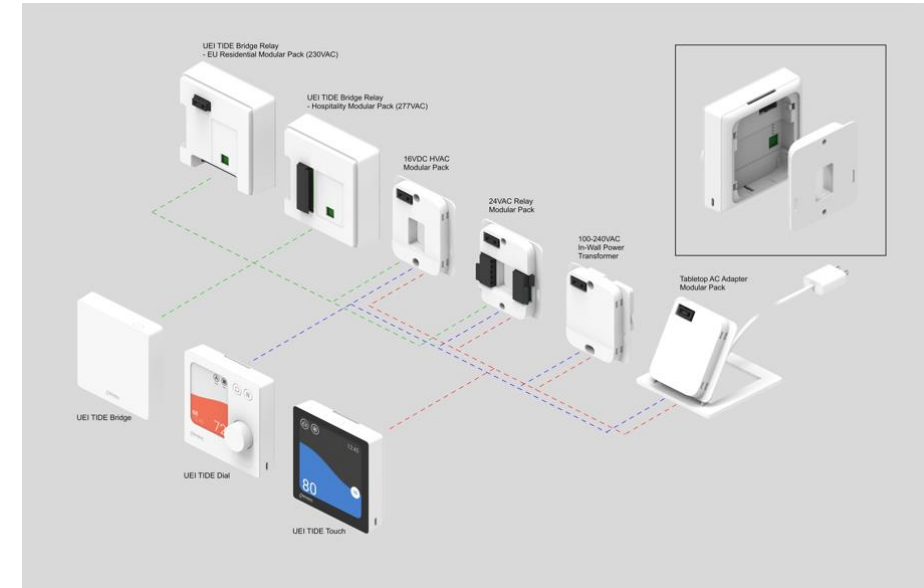 UEI TIDE Bridge Relay
- EU Residential Modular Pack (230VAC)
UEI TIDE Bridge Relay
- Hospitality Modular Pack (277VAC)
16VDC HVAC
Modular Pack
24VAC Relay
Modular Pack
100-240VAC
In-Wall Power
Transformer
Tabletop AC Adapter
Modular Pack
UEI TIDE Bridge
72
UEI TIDE Dial
80
UEI TIDE Touch